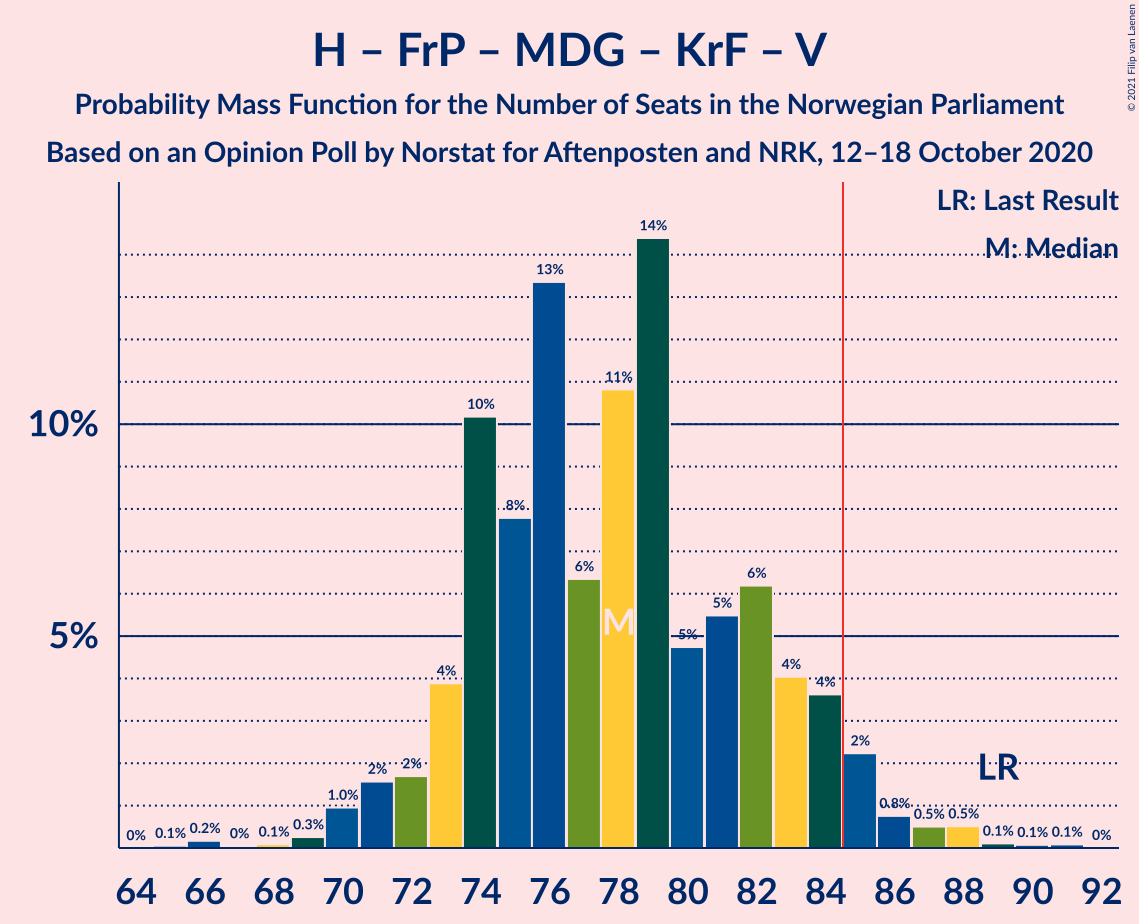 H – FrP – MDG – KrF – V
Probability Mass Function for the Number of Seats in the Norwegian Parliament
Based on an Opinion Poll by Norstat for Aftenposten and NRK, 12–18 October 2020
© 2021 Filip van Laenen
LR: Last Result
M: Median
10%
5%
0% 0.1% 0.2% 0% 0.1% 0.3% 1.0% 2% 2% 4% 10% 8% 13% 6% 11% 14% 5% 5% 6% 4% 4% 2% 0.8% 0.5% 0.5% 0.1% 0.1% 0.1% 0%
M
LR
64 66 68 70 72 74 76 78 80 82 84 86 88 90 92